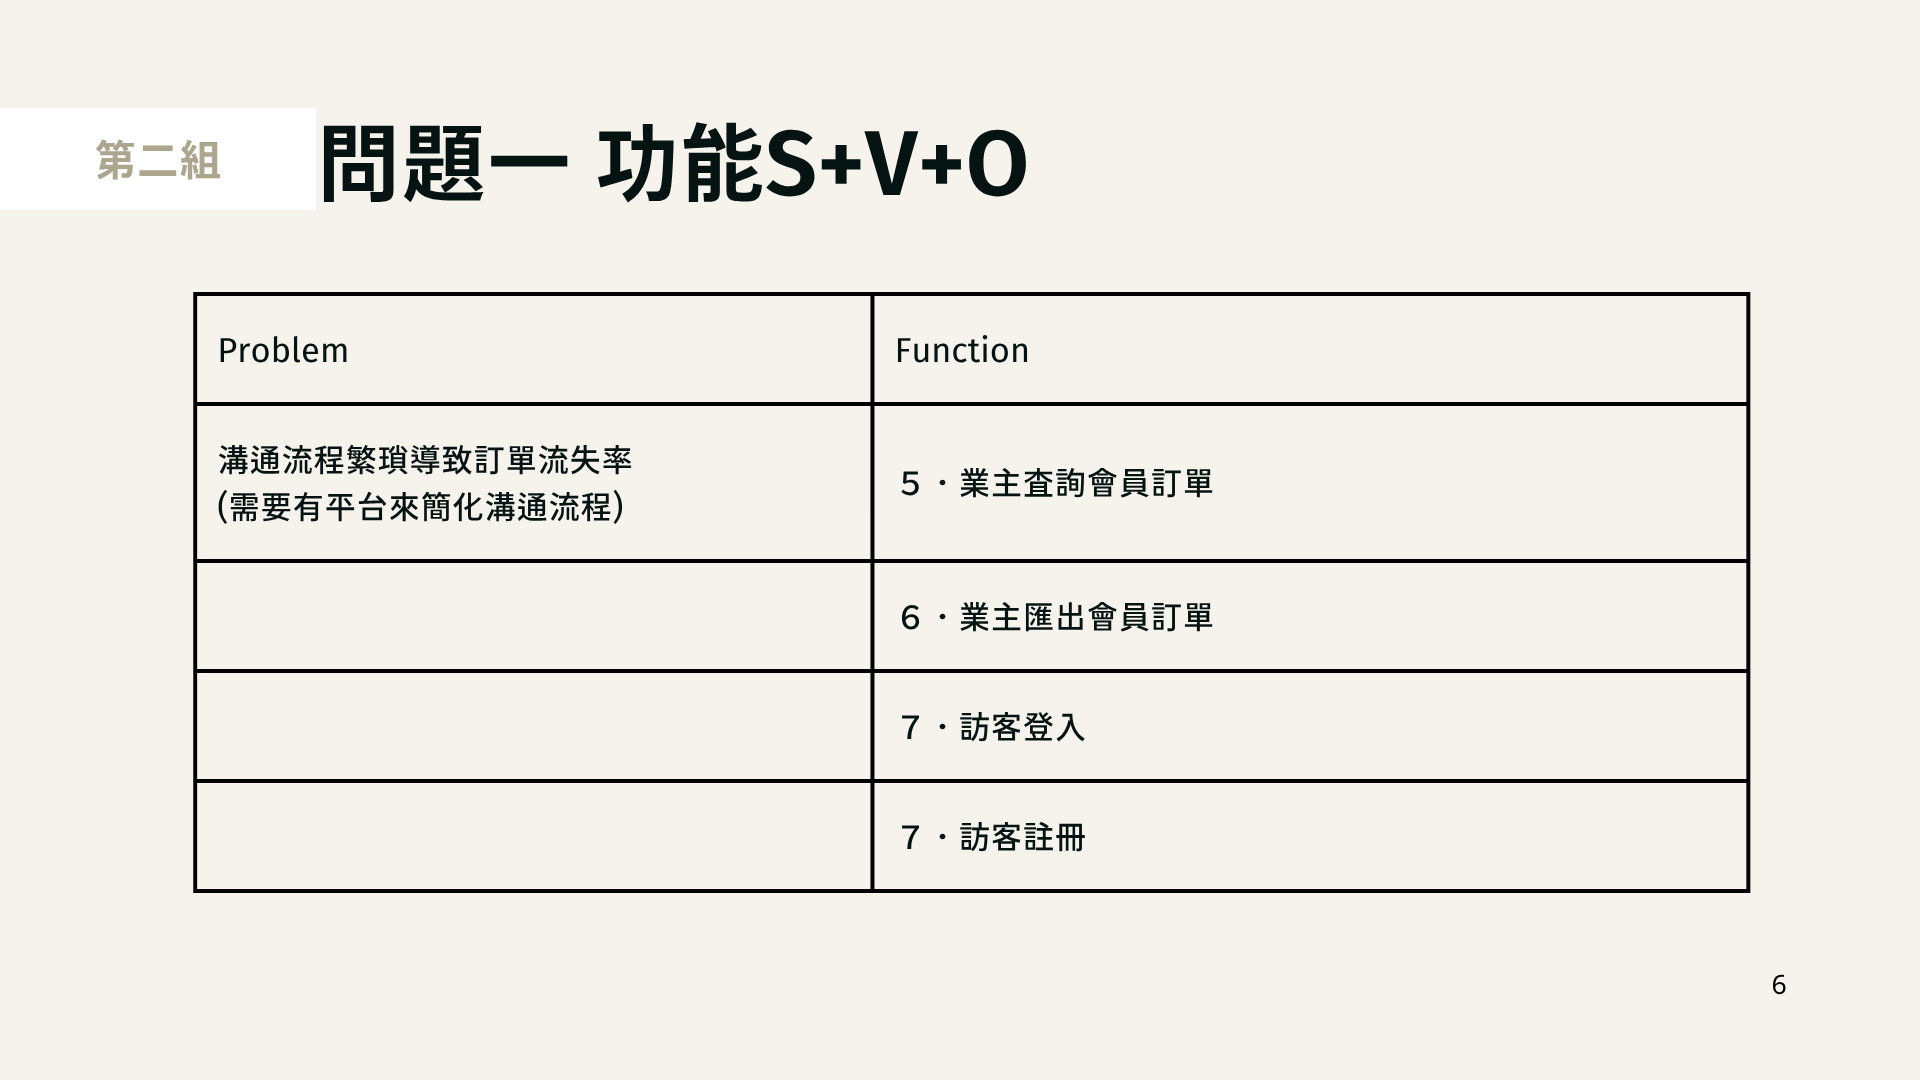 第二組
問題一 功能S+V+O
Problem
Function
溝通流程繁瑣導致訂單流失率
(需要有平台來簡化溝通流程)
５．業主查詢會員訂單
６．業主匯出會員訂單
７．訪客登入
７．訪客註冊
6